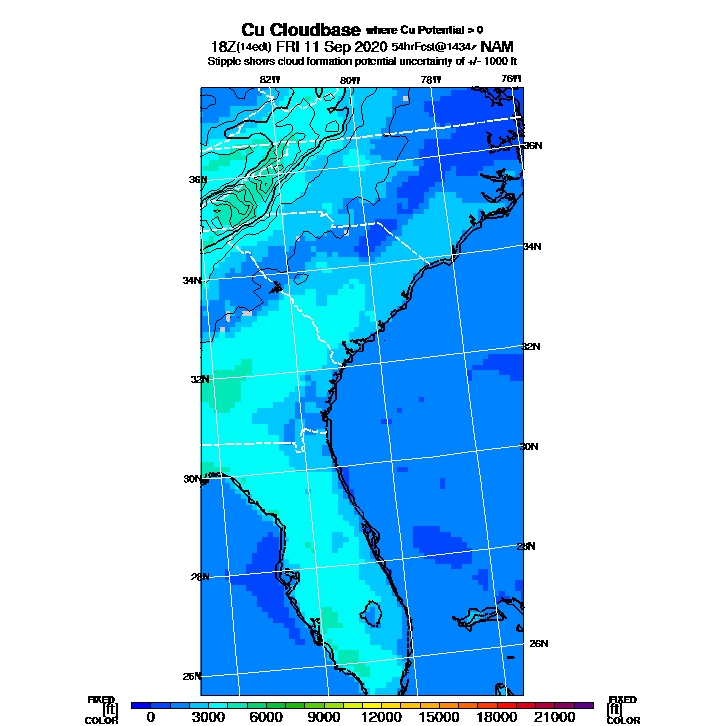 Cu Cloudbase where Cu Potential > 0
18Z(14edt) FRI 11 Sep 2020 54hrFcst@1434z NAM
Stipple shows cloud formation potential uncertainty of +/- 1000 ft
82W 80W 78W 76W
36N
36N
34N
34N
32N
32N
30N
30N
28N
28N
26N
26N
FIXED FIXED
[ft] [ft]
COLOR COLOR
0 3000 6000 9000 12000 15000 18000 21000